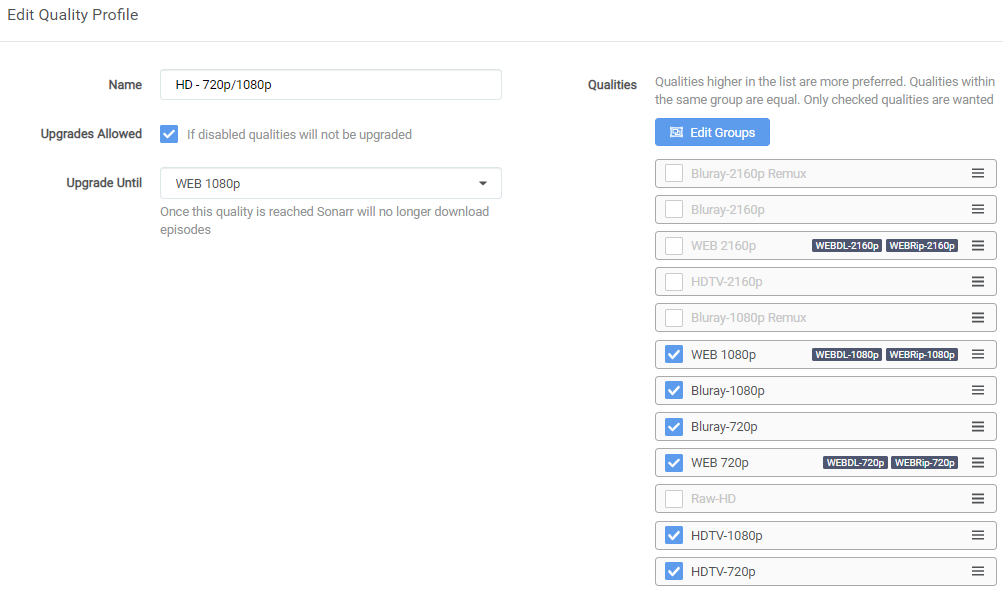 Edit Quality Profile
Name
HD - 720p/1080p
Upgrades Allowed
If disabled qualities will not be upgraded
Upgrade Until
WEB 1080p
Once this quality is reached Sonarr will no longer download
episodes
Qualities
Qualities higher in the list are more preferred. Qualities within
the same group are equal. Only checked qualities are wanted
Edit Groups
Bluray-2160p Remux
Bluray-2160p
WEB 2160p WEBDL-2160p WEBRip-2160p
HDTV-2160p
Bluray-1080p Remux
WEB 1080p WEBDL-1080p WEBRip-1080p
Bluray-1080p
Bluray-720p
WEB 720p WEBDL-720p WEBRip-720p
Raw-HD
HDTV-1080p
HDTV-720p